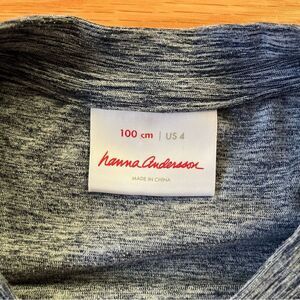 100 cm | US 4
hanna andersson
MADE IN CHINA